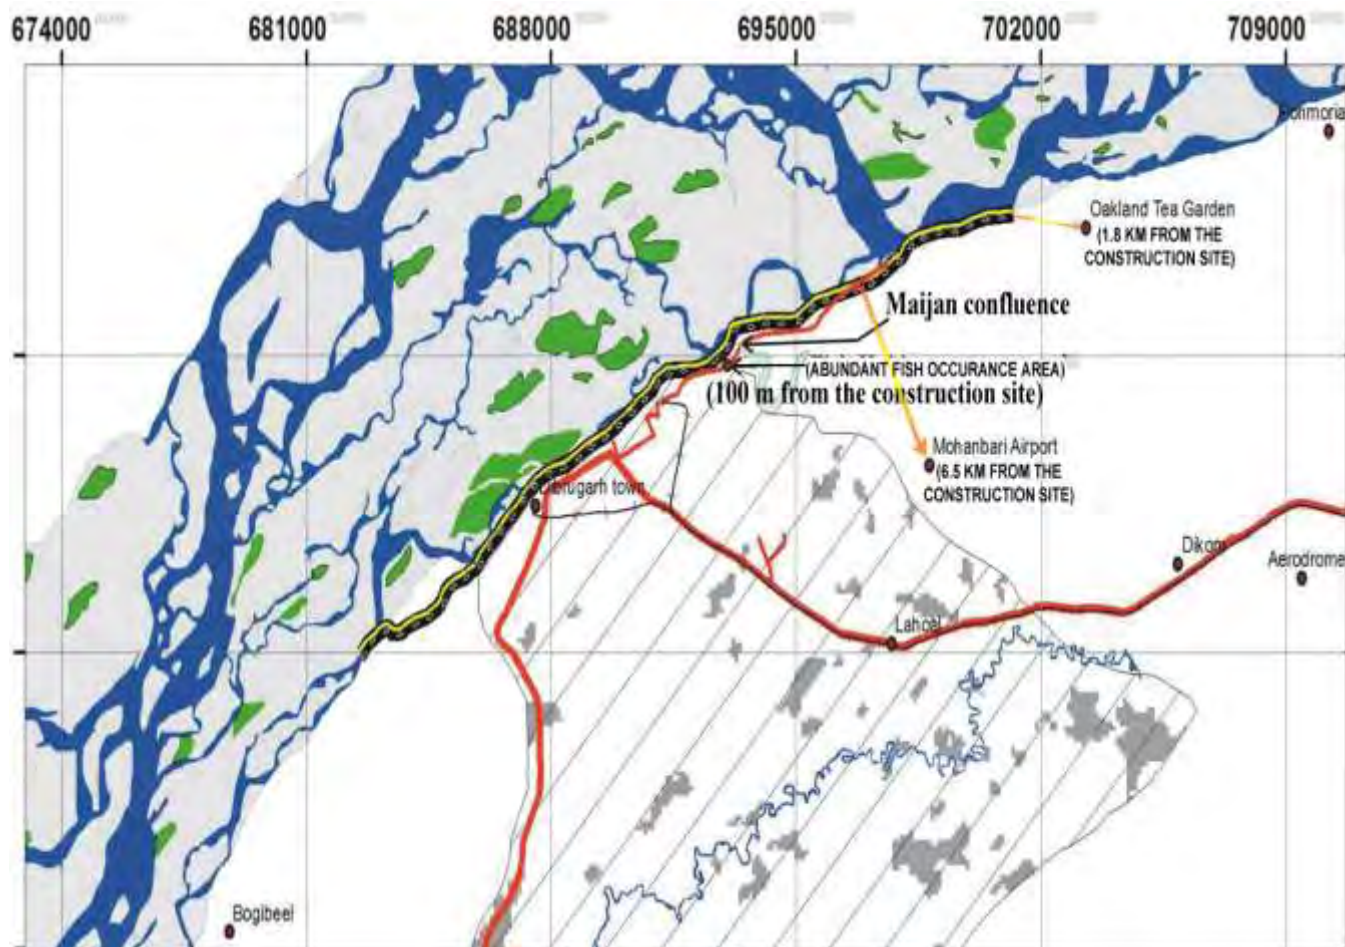 674000 681000 688000 695000 702000 709000
Oakland Tea Garden
(1.8 KM FROM THE
CONSTRUCTION SITE)
Maijan confluence
(ABUNDANT FISH OCCURANCE AREA)
(100 m from the construction site)
Mohanbari Airport
(6.5 KM FROM THE
CONSTRUCTION SITE)
town
Aerodrome
Bogibeel